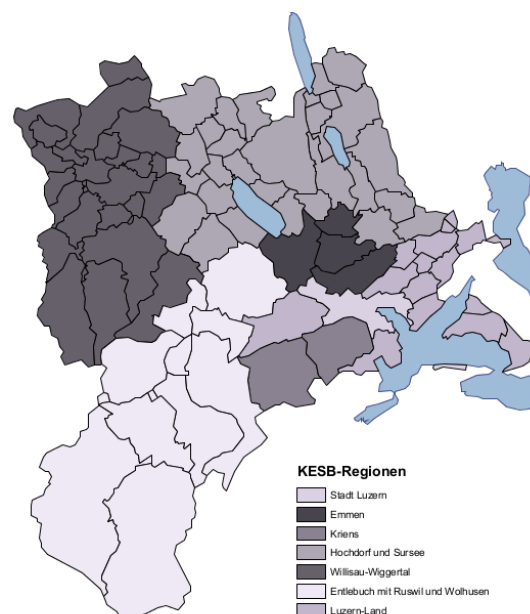 KESB-Regionen
Stadt Luzern
Emmen
Kriens
Hochdorf und Sursee
Willisau-Wiggertal
Entlebuch mit Ruswil und Wolhusen
Luzern-Land